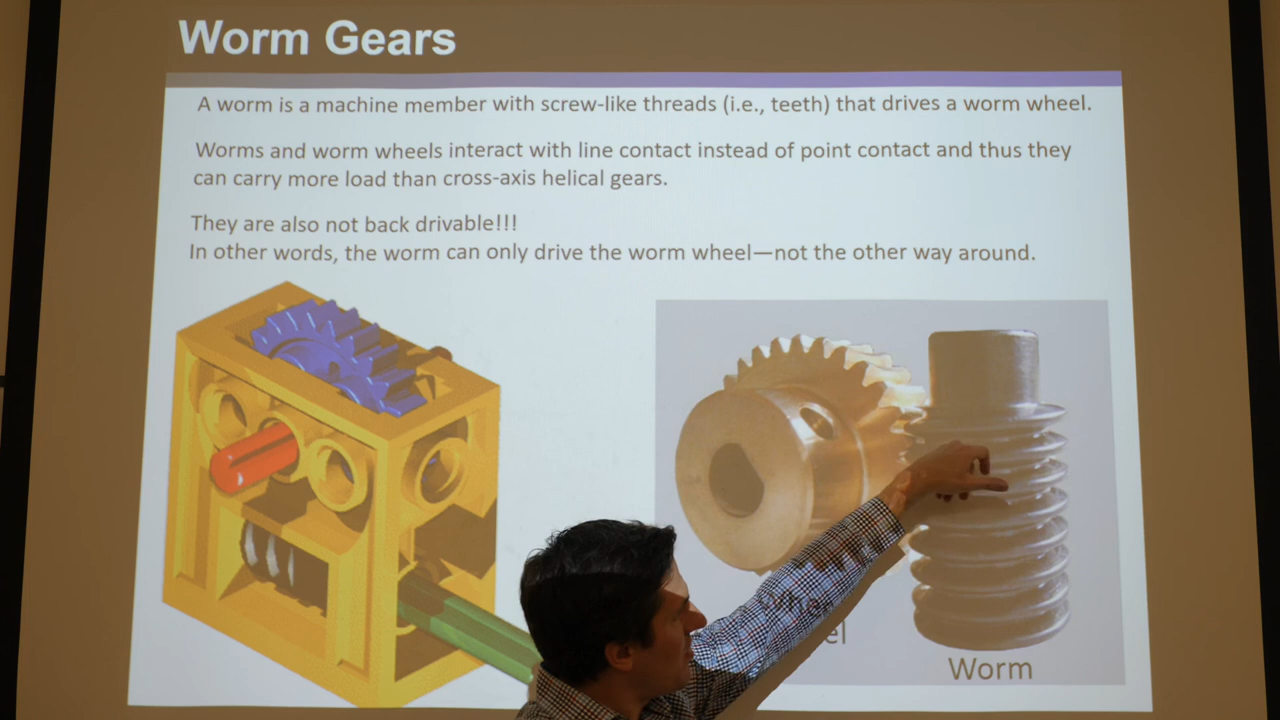 Worm Gears
A worm is a machine member with screw-like threads (i.e., teeth) that drives a worm wheel.
Worms and worm wheels interact with line contact instead of point contact and thus they
can carry more load than cross-axis helical gears.
They are also not back drivable!!!
In other words, the worm can only drive the worm wheel—not the other way around.
Worm